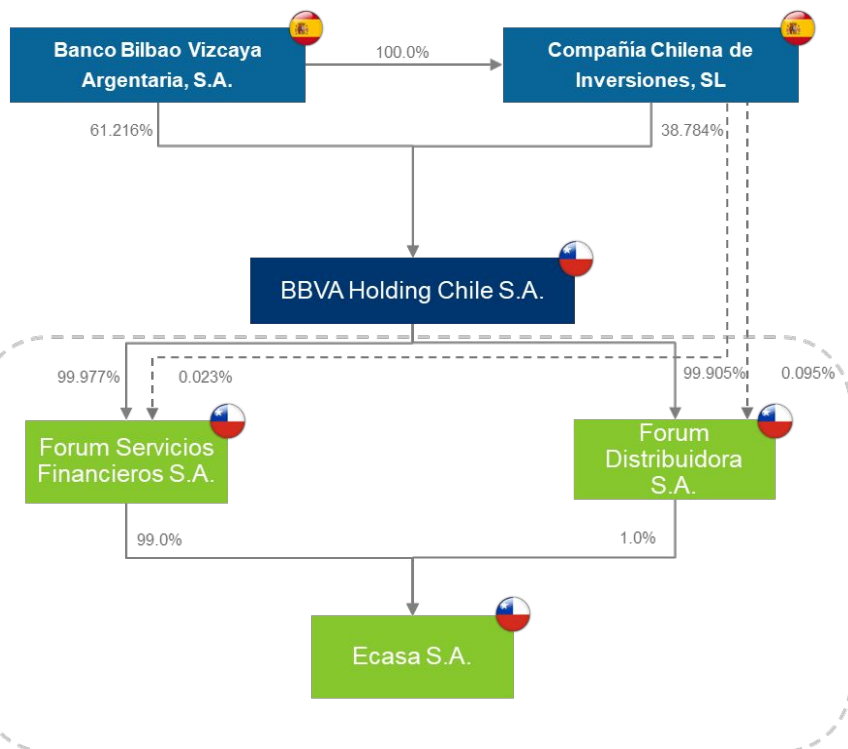 Banco Bilbao Vizcaya
Argentaria, S.A.
100.0%
Compañía Chilena de
Inversiones, SL
61.216%
38.784%
BBVA Holding Chile S.A.
99.977%
0.023%
99.905%
0.095%
Forum Servicios
Financieros S.A.
Forum
Distribuidora
S.A.
99.0%
1.0%
Ecasa S.A.